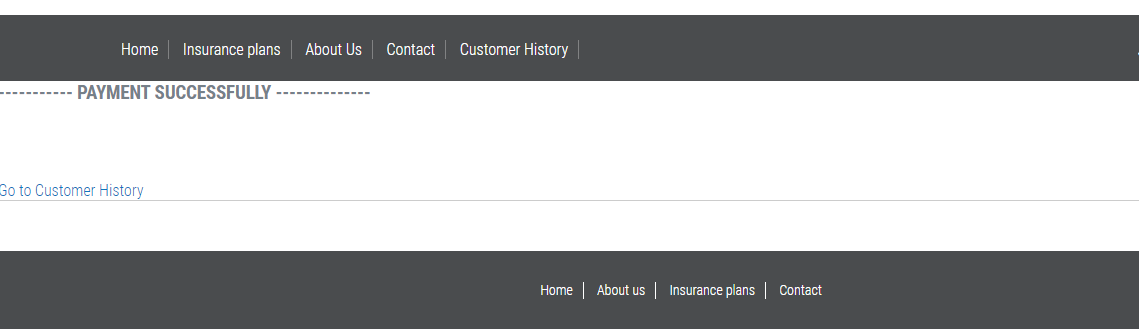 Home Insurance plans About Us Contact Customer History
----------- PAYMENT SUCCESSFULLY --------------
Go to Customer History
Home About us Insurance plans Contact